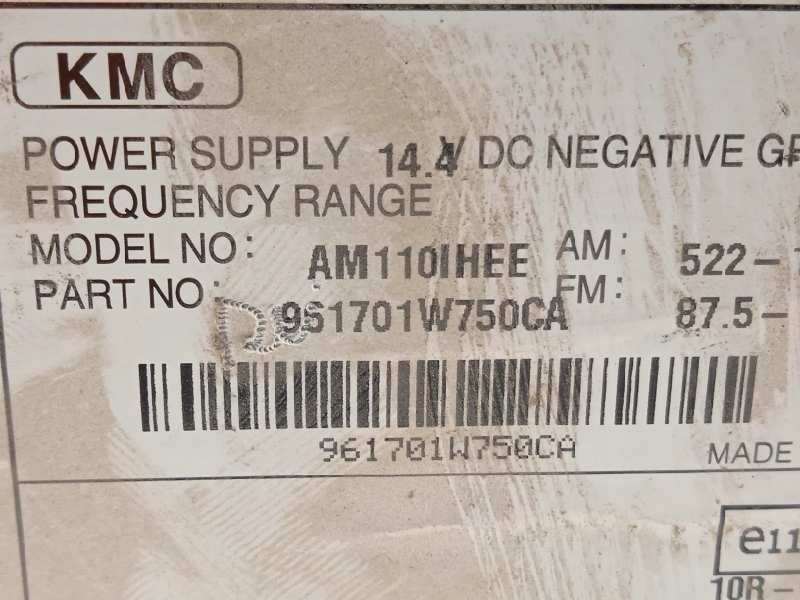 KMC
POWER SUPPLY 14.4V DC NEGATIVE GR
FREQUENCY RANGE
MODEL NO: AM110IHEE AM: 522-
PART NO: 961701W750CA FM: 87.5-
961701W750CA
MADE
e11
10R-